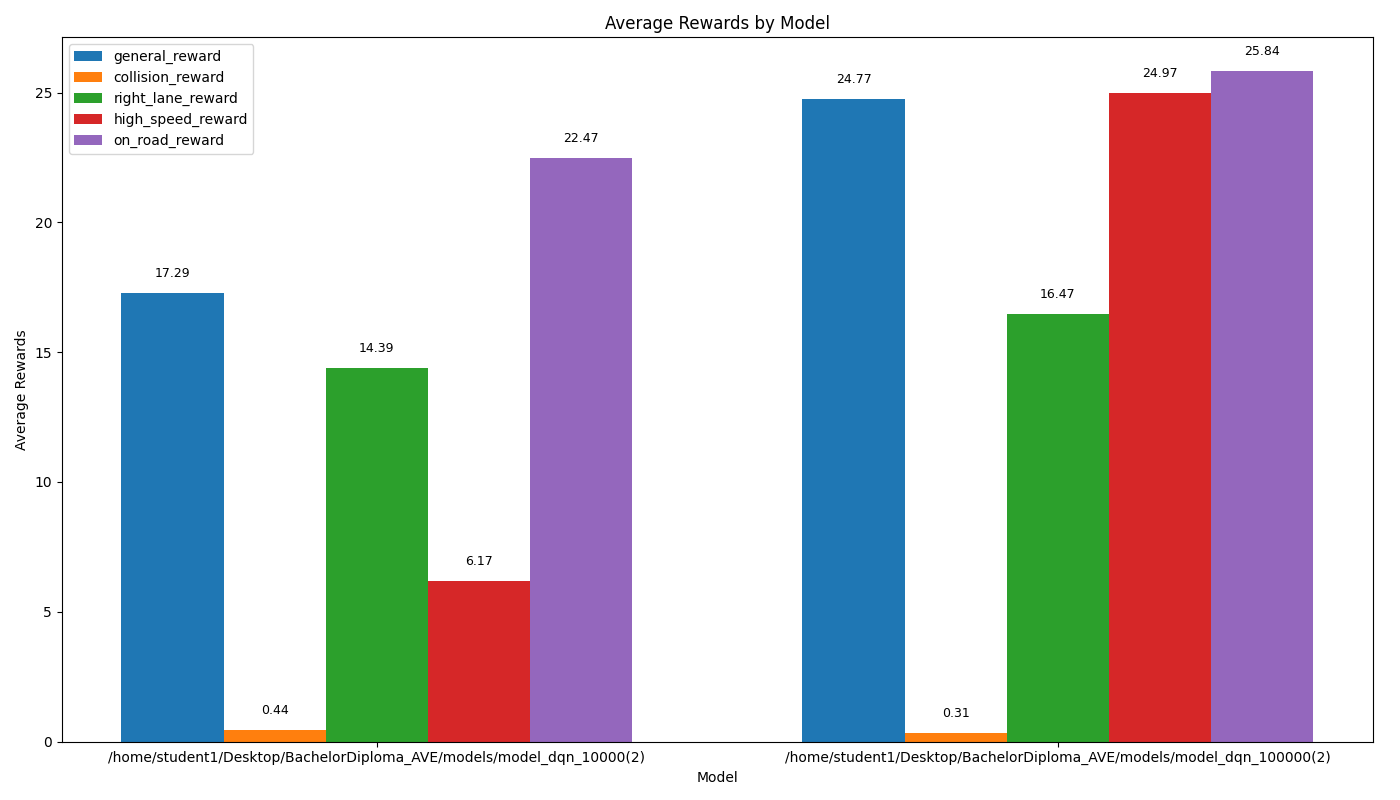 Average Rewards by Model
general_reward
collision_reward
right_lane_reward
high_speed_reward
on_road_reward
Average Rewards
25
20
15
10
5
0
17.29
0.44
14.39
6.17
22.47
24.77
0.31
16.47
24.97
25.84
/home/student1/Desktop/BachelorDiploma_AVE/models/model_dqn_10000(2)
/home/student1/Desktop/BachelorDiploma_AVE/models/model_dqn_100000(2)
Model